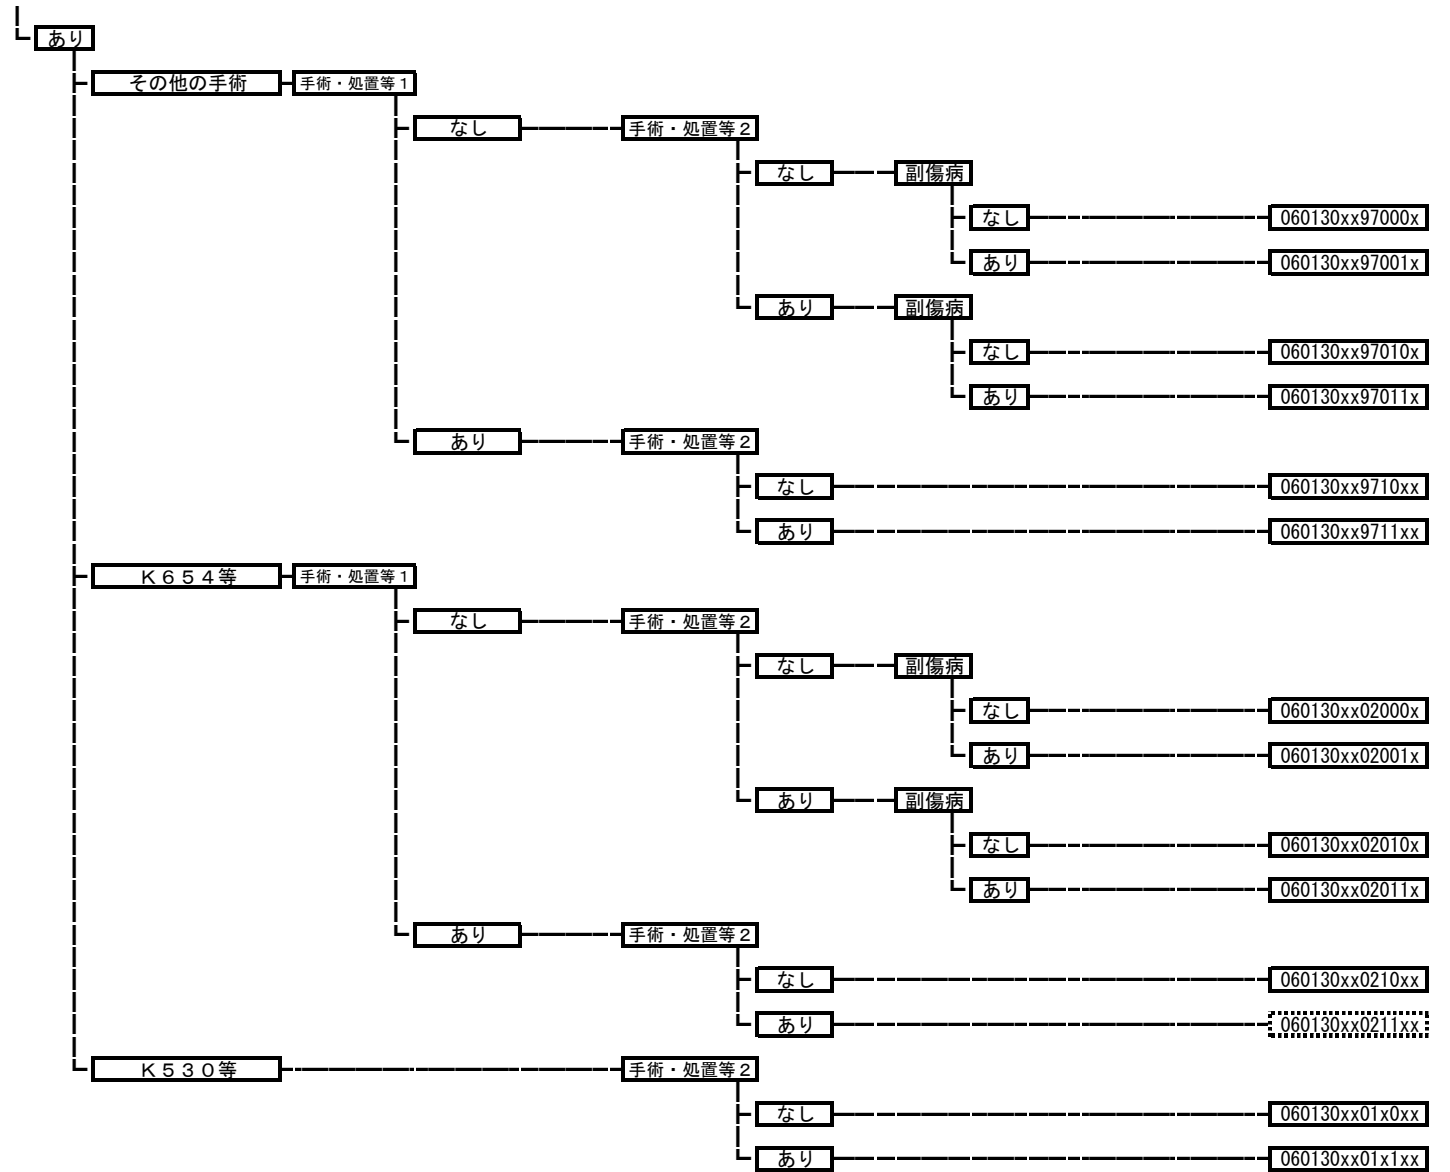 あり
その他の手術 手術・処置等1
なし 手術・処置等2
なし 副傷病
なし 060130xx97000x
あり 060130xx97001x
あり 副傷病
なし 060130xx97010x
あり 060130xx97011x
あり 手術・処置等2
なし 060130xx9710xx
あり 060130xx9711xx
K654等 手術・処置等1
なし 手術・処置等2
なし 副傷病
なし 060130xx02000x
あり 060130xx02001x
あり 副傷病
なし 060130xx02010x
あり 060130xx02011x
あり 手術・処置等2
なし 060130xx0210xx
あり 060130xx0211xx
K530等 手術・処置等2
なし 060130xx01x0xx
あり 060130xx01x1xx